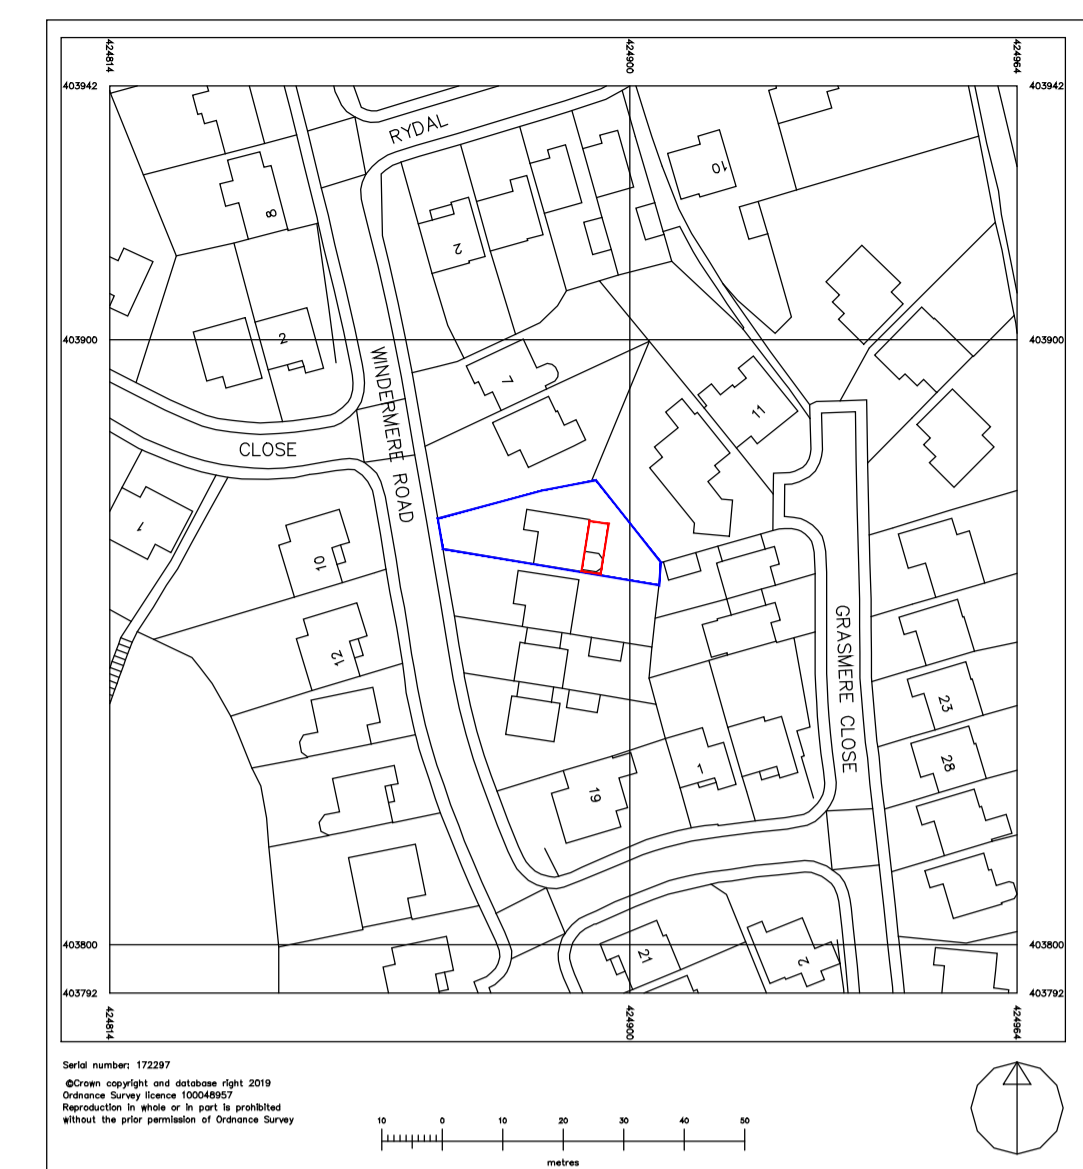 424814
424900
424964
403942
403942
RYDAL
10
8
2
2
403900
403900
WINDERMERE ROAD
7
11
CLOSE
1
10
GRASMERE CLOSE
12
23
28
1
19
403800
403800
21
2
403792
403792
424814
424900
424964
Serial number: 172297
©Crown copyright and database right 2019
Ordnance Survey licence 100048957
Reproduction in whole or in part is prohibited
without the prior permission of Ordnance Survey
10 0 10 20 30 40 50
metres